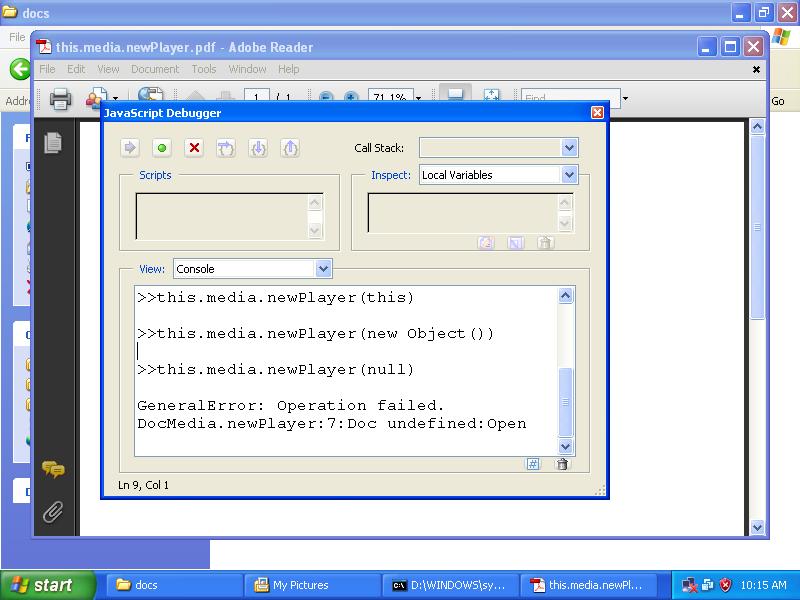 docs
File
this.media.newPlayer.pdf - Adobe Reader
File Edit View Document Tools Window Help
Addre
1 / 1
71.1%
Find
Go
JavaScript Debugger
Call Stack:
Scripts
Inspect: Local Variables
View: Console
>>this.media.newPlayer(this)
>>this.media.newPlayer(new Object())
>>this.media.newPlayer(null)
GeneralError: Operation failed.
DocMedia.newPlayer:7:Doc undefined:Open
Ln 9, Col 1
start
docs
My Pictures
D:\WINDOWS\sy...
this.media.newPl...
10:15 AM